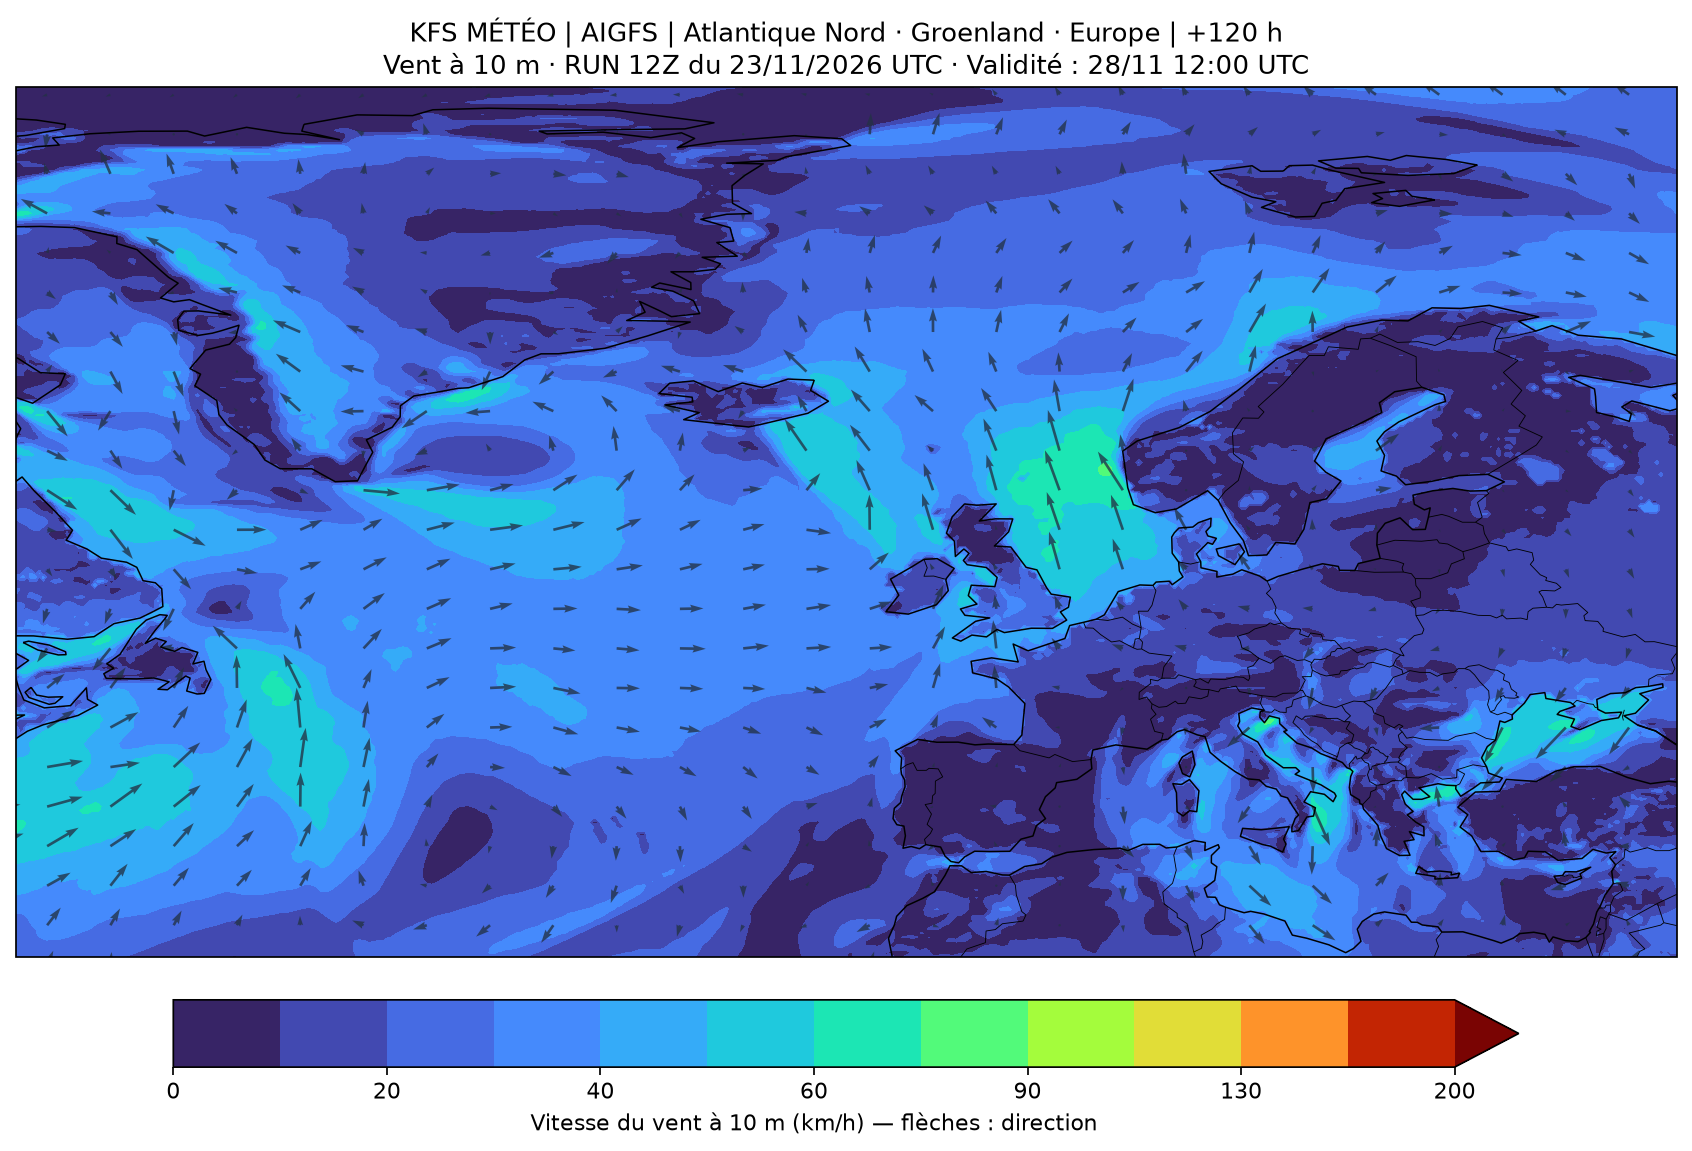 KFS MÉTÉO | AIGFS | Atlantique Nord · Groenland · Europe | +120 h
Vent à 10 m · RUN 12Z du 23/11/2026 UTC · Validité : 28/11 12:00 UTC
0 20 40 60 90 130 200
Vitesse du vent à 10 m (km/h) — flèches : direction